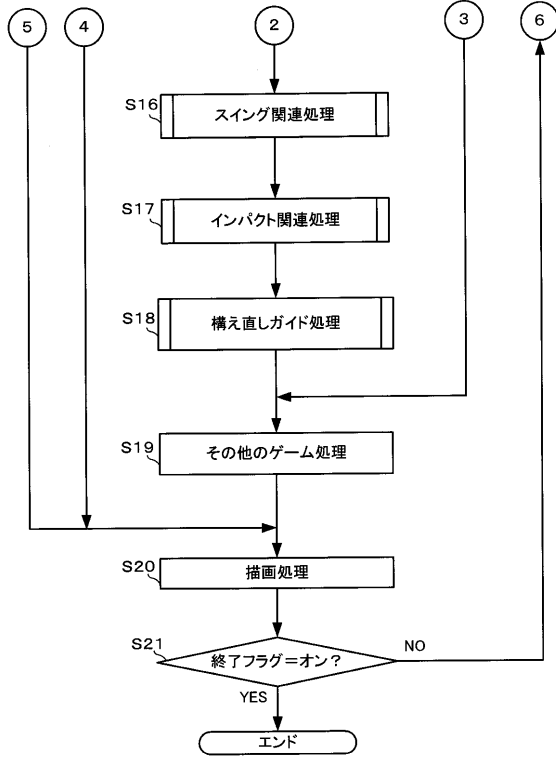 5
4
2
3
6
S16
スイング関連処理
S17
インパクト関連処理
S18
構え直しガイド処理
S19
その他のゲーム処理
S20
描画処理
S21
終了フラグ=オン?
NO
YES
エンド